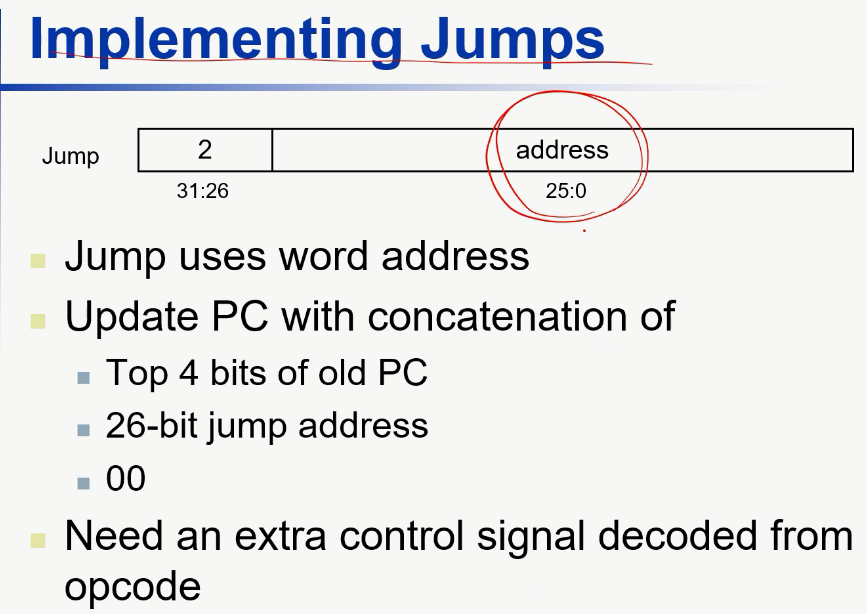 Implementing Jumps
Jump 2 address
31:26 25:0
Jump uses word address
Update PC with concatenation of
Top 4 bits of old PC
26-bit jump address
00
Need an extra control signal decoded from
opcode